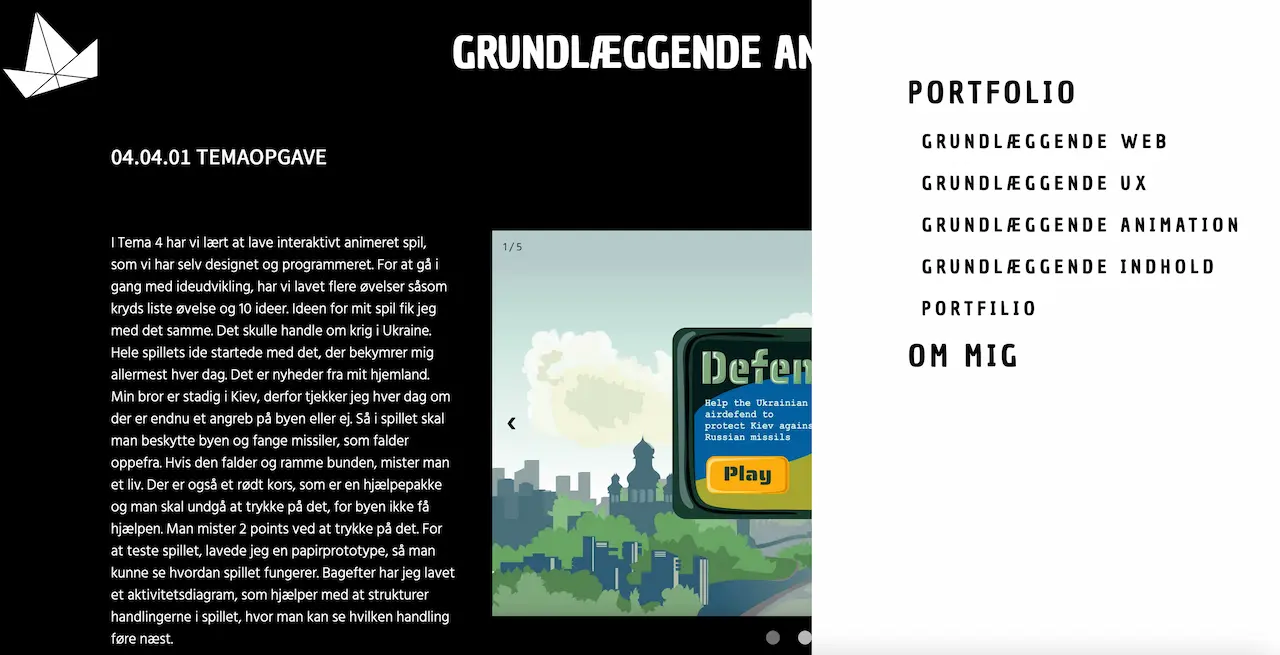 GRUNDLÆGGENDE AN
04.04.01 TEMAOPGAVE
I Tema 4 har vi lært at lave interaktivt animeret spil,
som vi har selv designet og programmeret. For at gå i
gang med ideudvikling, har vi lavet flere øvelser såsom
kryds liste øvelse og 10 ideer. Ideen for mit spil fik jeg
med det samme. Det skulle handle om krig i Ukraine.
Hele spillets ide startede med det, der bekymrer mig
allermest hver dag. Det er nyheder fra mit hjemland.
Min bror er stadig i Kiev, derfor tjekker jeg hver dag om
der er endnu et angreb på byen eller ej. Så i spillet skal
man beskytte byen og fange missiler, som falder
oppefra. Hvis den falder og ramme bunden, mister man
et liv. Der er også et rødt kors, som er en hjælpepakke
og man skal undgå at trykke på det, for byen ikke få
hjælpen. Man mister 2 points ved at trykke på det. For
at teste spillet, lavede jeg en papirprototype, så man
kunne se hvordan spillet fungerer. Bagefter har jeg lavet
et aktivitetsdiagram, som hjælper med at strukturer
handlingerne i spillet, hvor man kan se hvilken handling
føre næst.
1 / 5
Defen
Help the Ukrainian
airdefend to
protect Kiev agains
Russian missils
Play
PORTFOLIO
GRUNDLÆGGENDE WEB
GRUNDLÆGGENDE UX
GRUNDLÆGGENDE ANIMATION
GRUNDLÆGGENDE INDHOLD
PORTFILIO
OM MIG